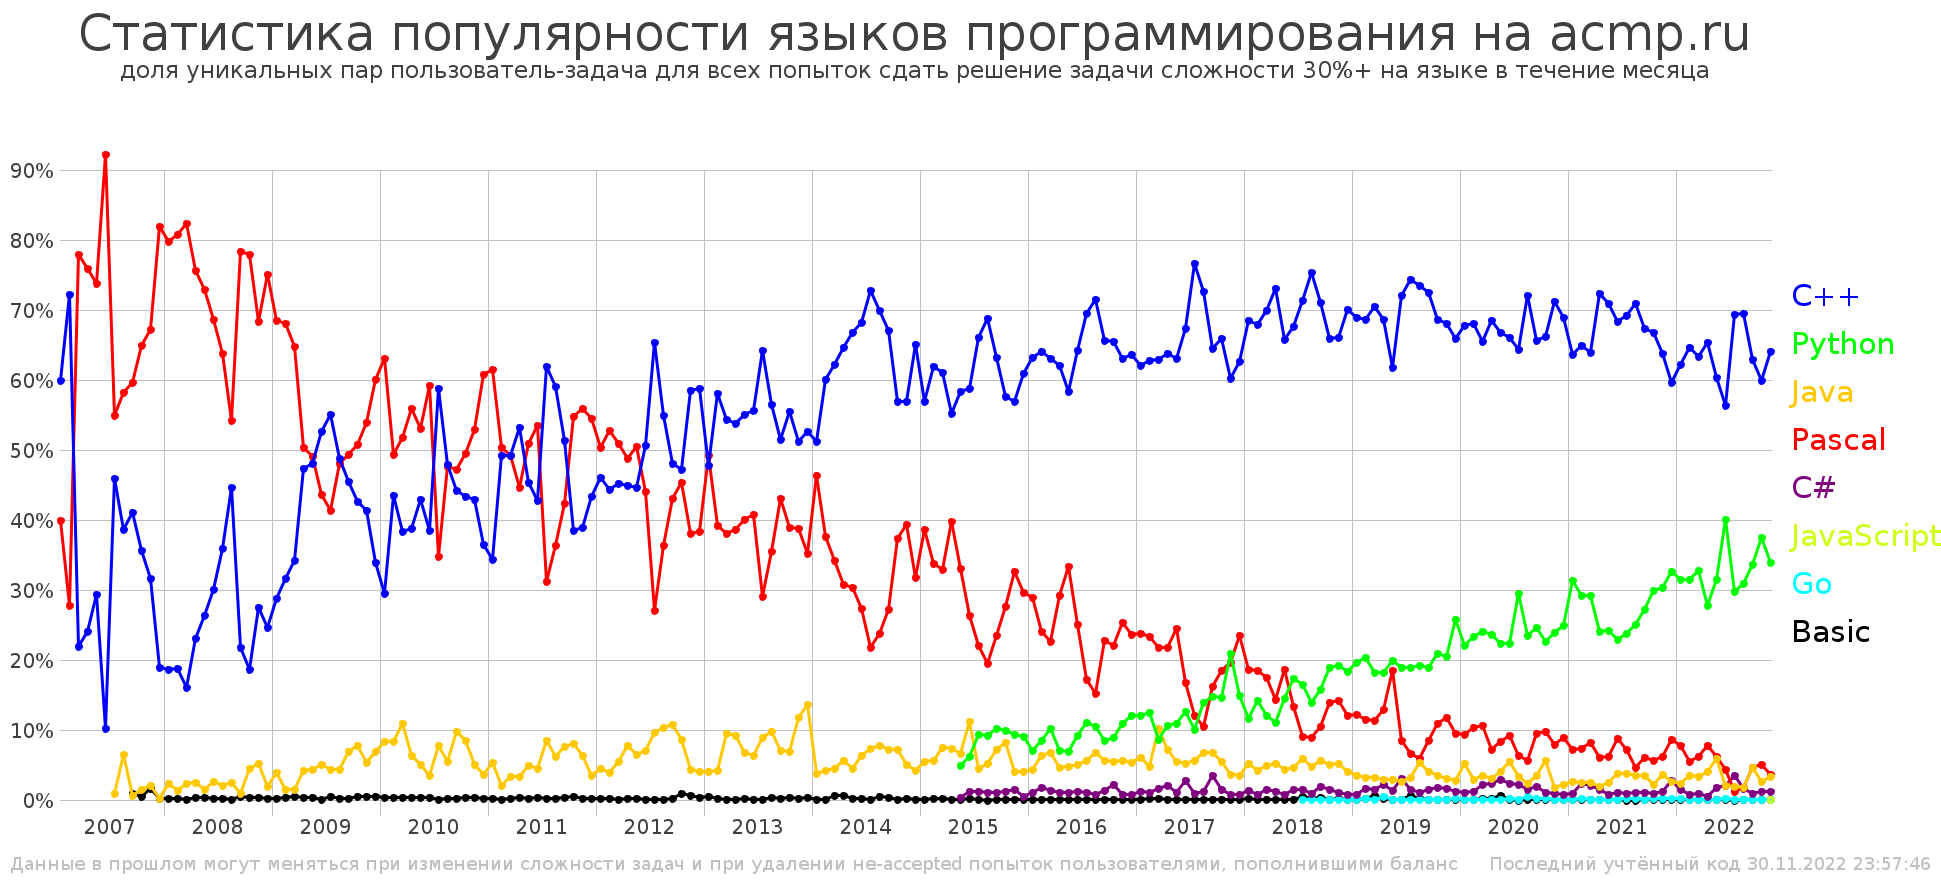 Статистика популярности языков программирования на acmp.ru
доля уникальных пар пользователь-задача для всех попыток сдать решение задачи сложности 30%+ на языке в течение месяца
90%
80%
70%
60%
50%
40%
30%
20%
10%
0%
C++
Python
Java
Pascal
C#
JavaScript
Go
Basic
2007 2008 2009 2010 2011 2012 2013 2014 2015 2016 2017 2018 2019 2020 2021 2022
Данные в прошлом могут меняться при изменении сложности задач и при удалении не-accepted попыток пользователями, пополнившими баланс Последний учтённый код 30.11.2022 23:57:46